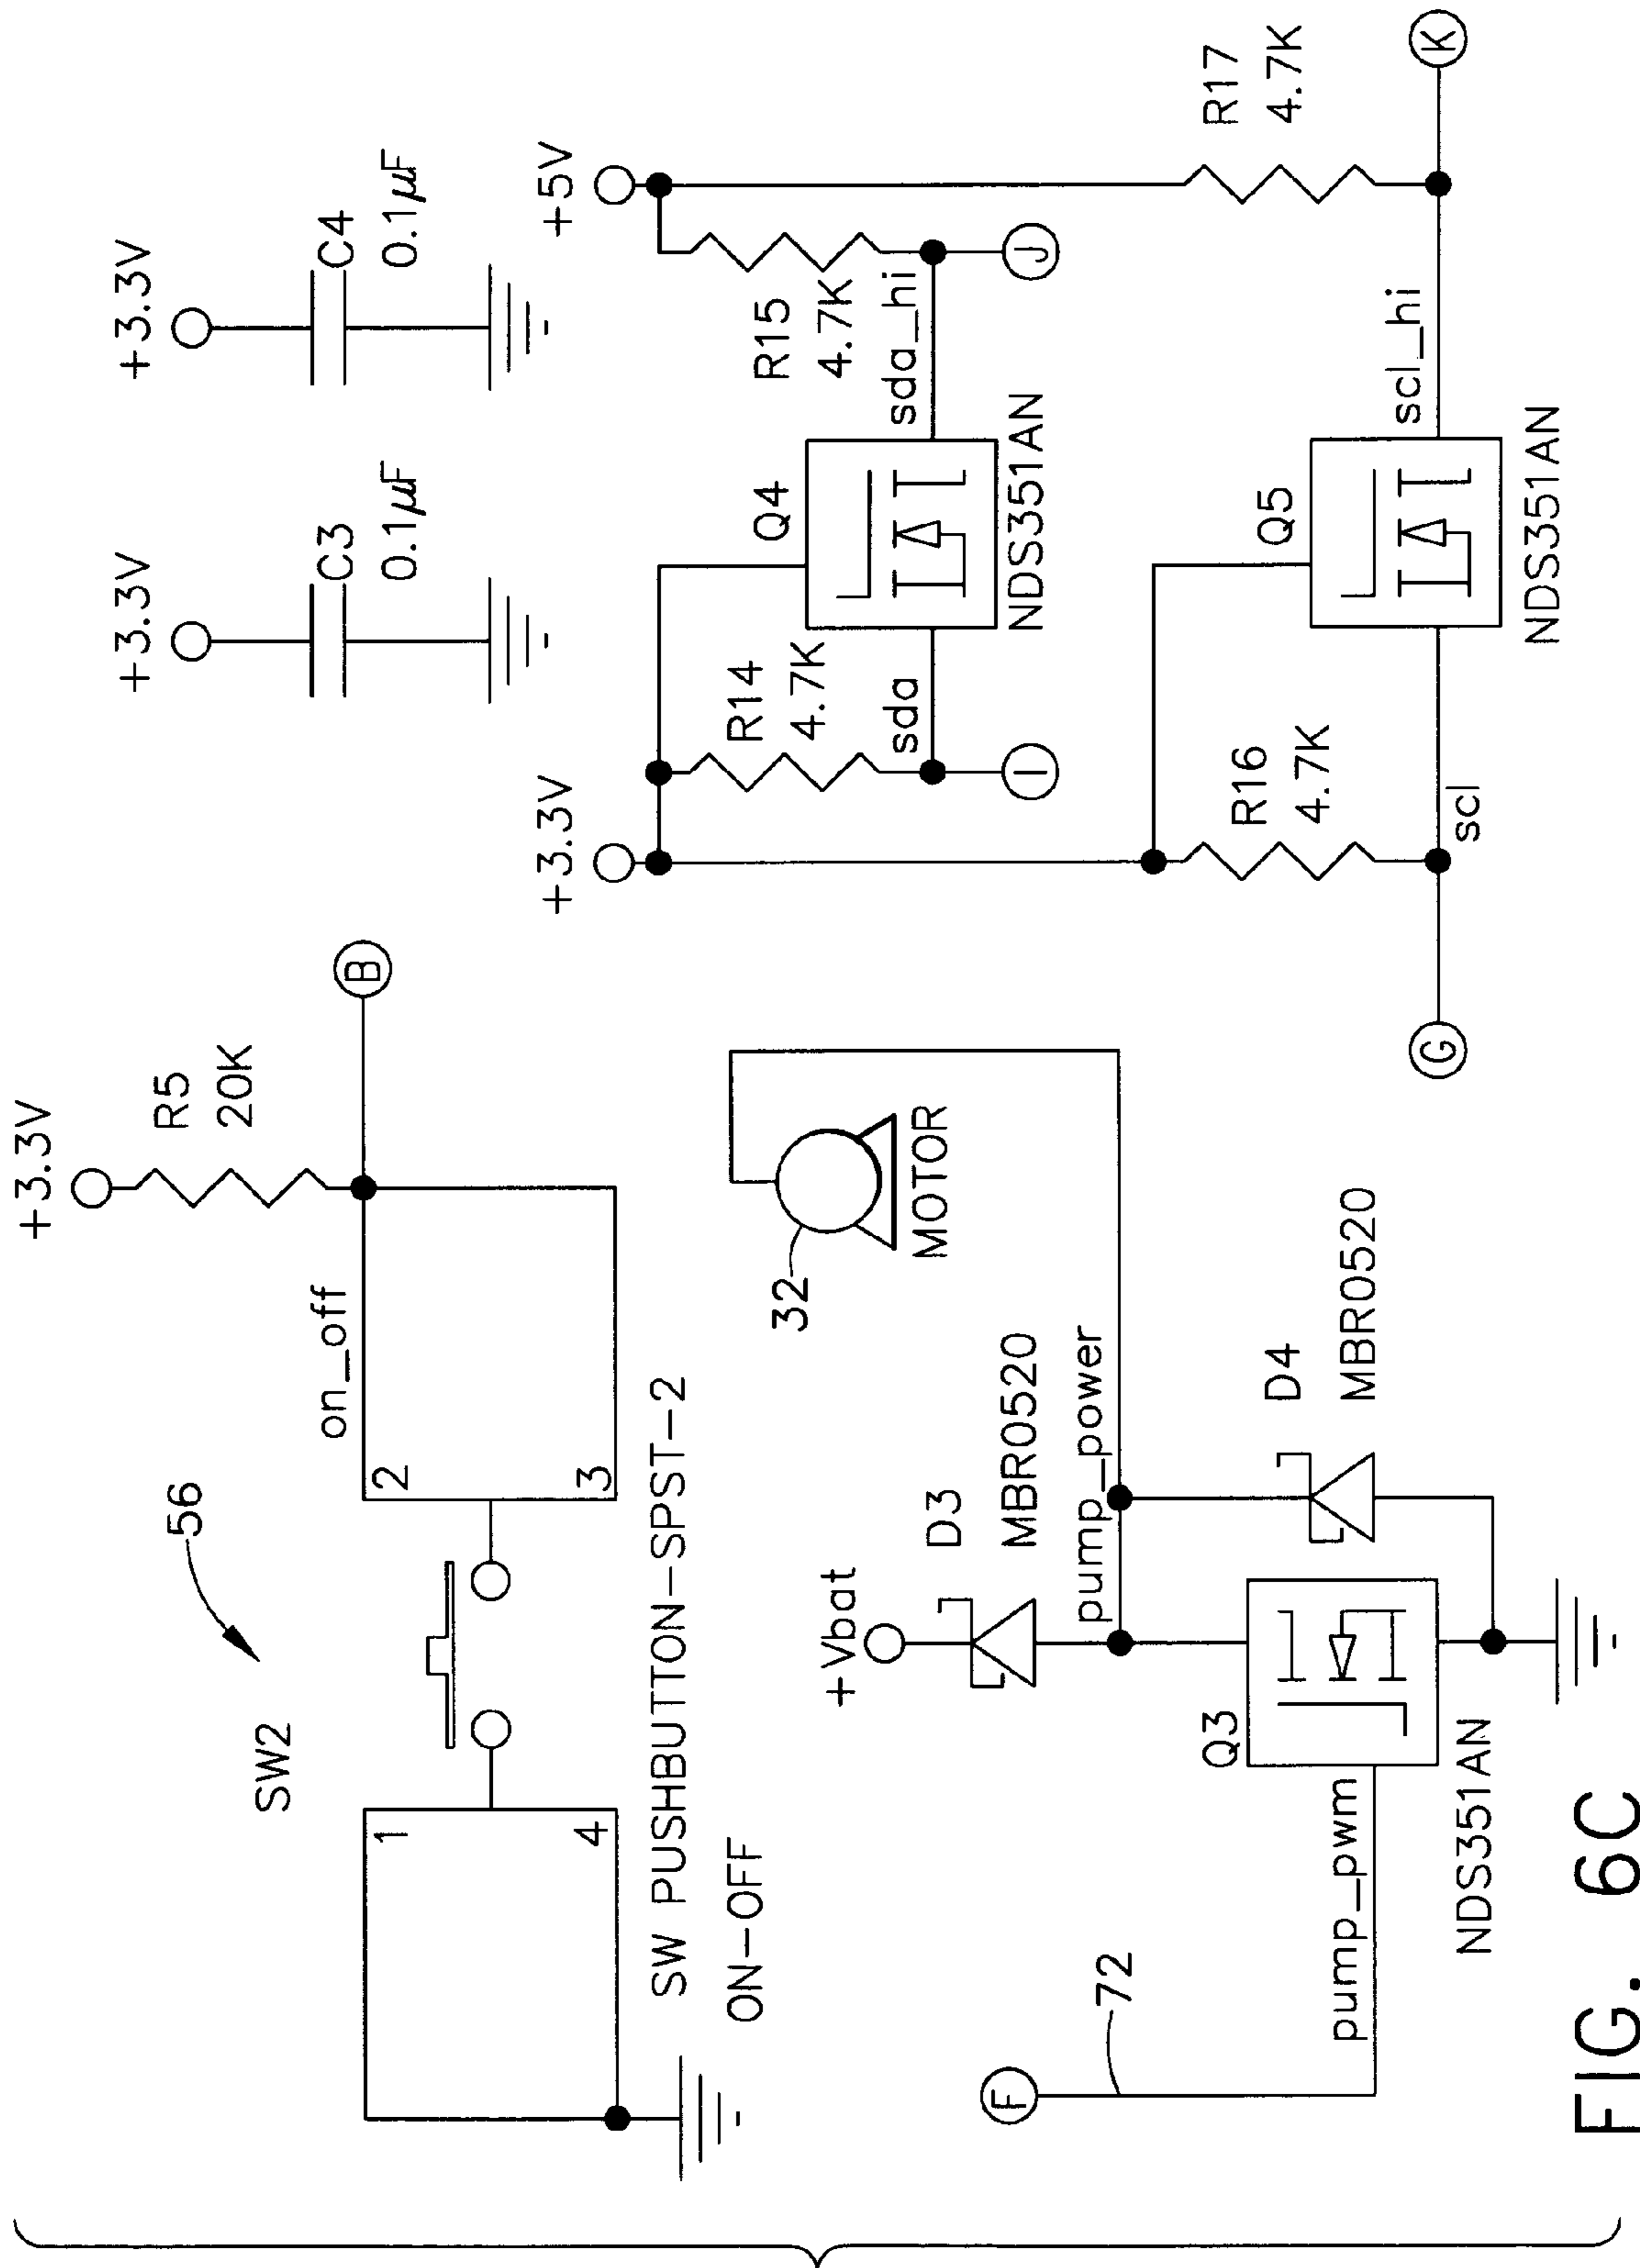 +3.3V
R5
20K
B
on_off
2
3
56
SW2
1
4
SW PUSHBUTTON-SPST-2
ON-OFF
+3.3V
C3
0.1µF
+3.3V
C4
0.1µF
32
MOTOR
+Vbat
D3
MBR0520
pump_power
D4
MBR0520
F
72
pump_pwm
Q3
NDS351AN
+3.3V
R14
4.7K
sda
I
Q4
NDS351AN
+5V
R15
4.7K
sda_hi
J
R16
4.7K
scl
G
Q5
NDS351AN
scl_hi
R17
4.7K
K
FIG. 6C